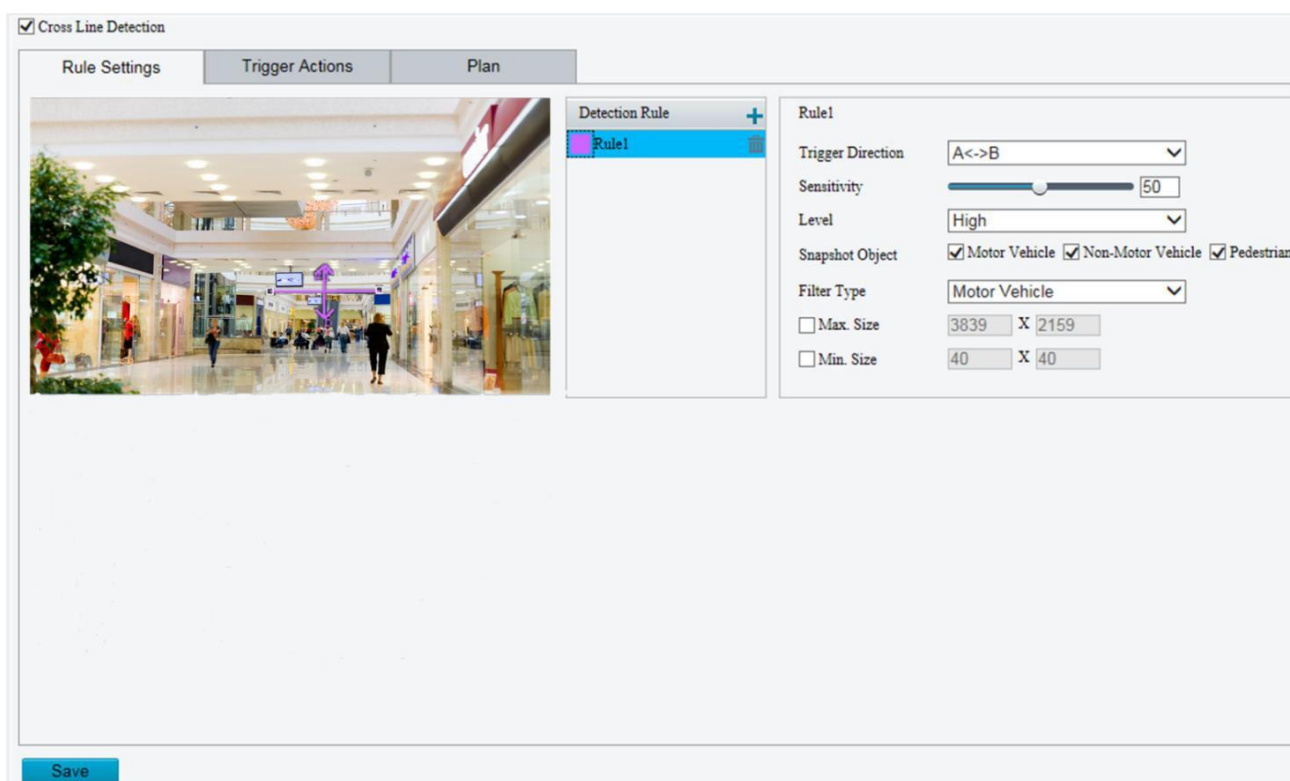 Cross Line Detection
Rule Settings Trigger Actions Plan
Detection Rule
Rule1
Rule1
Trigger Direction A<->B
Sensitivity 50
Level High
Snapshot Object Motor Vehicle Non-Motor Vehicle Pedestrian
Filter Type Motor Vehicle
Max. Size 3839 X 2159
Min. Size 40 X 40
Save